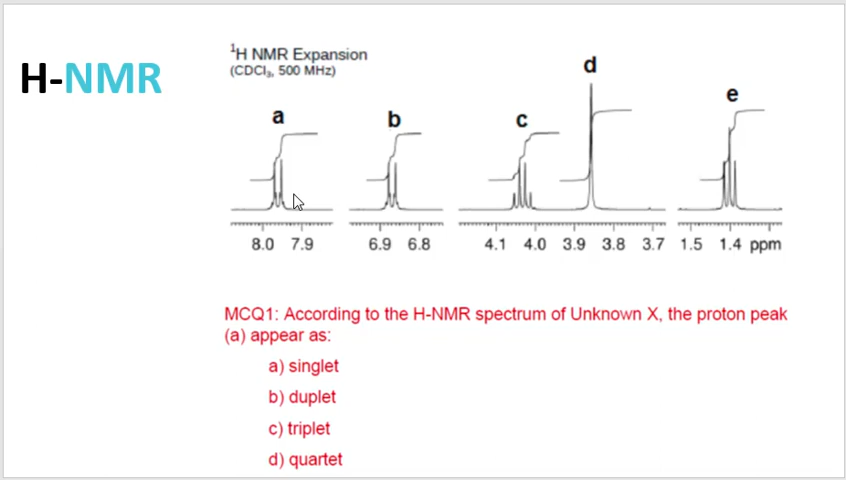 H-NMR
¹H NMR Expansion
(CDCl₃, 500 MHz)
a
b
c
d
e
8.0 7.9
6.9 6.8
4.1 4.0 3.9 3.8 3.7
1.5 1.4 ppm
MCQ1: According to the H-NMR spectrum of Unknown X, the proton peak
(a) appear as:
a) singlet
b) duplet
c) triplet
d) quartet